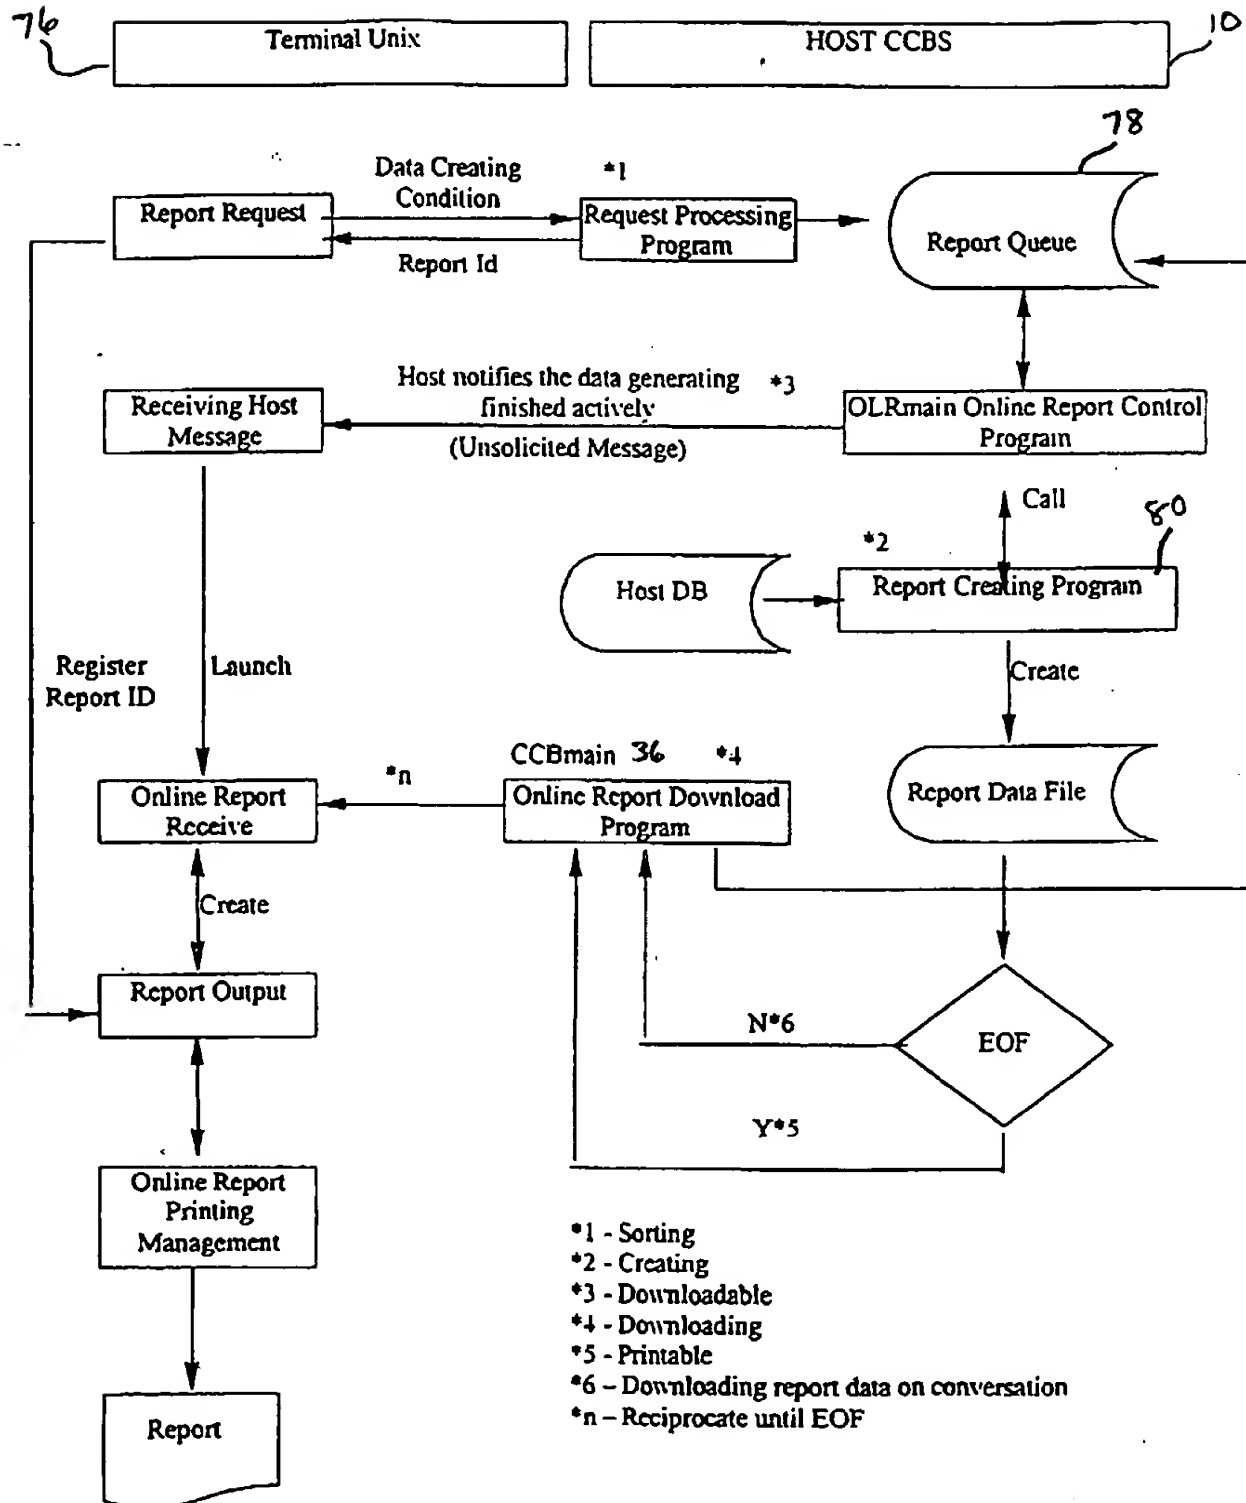 76
Terminal Unix
HOST CCBS
10
78
Data Creating
Condition
*1
Report Request
Request Processing
Program
Report Id
Report Queue
Host notifies the data generating
finished actively
*3
(Unsolicited Message)
Receiving Host
Message
OLRmain Online Report Control
Program
Call
80
*2
Host DB
Report Creating Program
Register
Report ID
Launch
Create
CCBmain 36
*4
*n
Online Report
Receive
Online Report Download
Program
Report Data File
Create
Report Output
N*6
EOF
Y*5
Online Report
Printing
Management
*1 - Sorting
*2 - Creating
*3 - Downloadable
*4 - Downloading
*5 - Printable
*6 – Downloading report data on conversation
*n – Reciprocate until EOF
Report